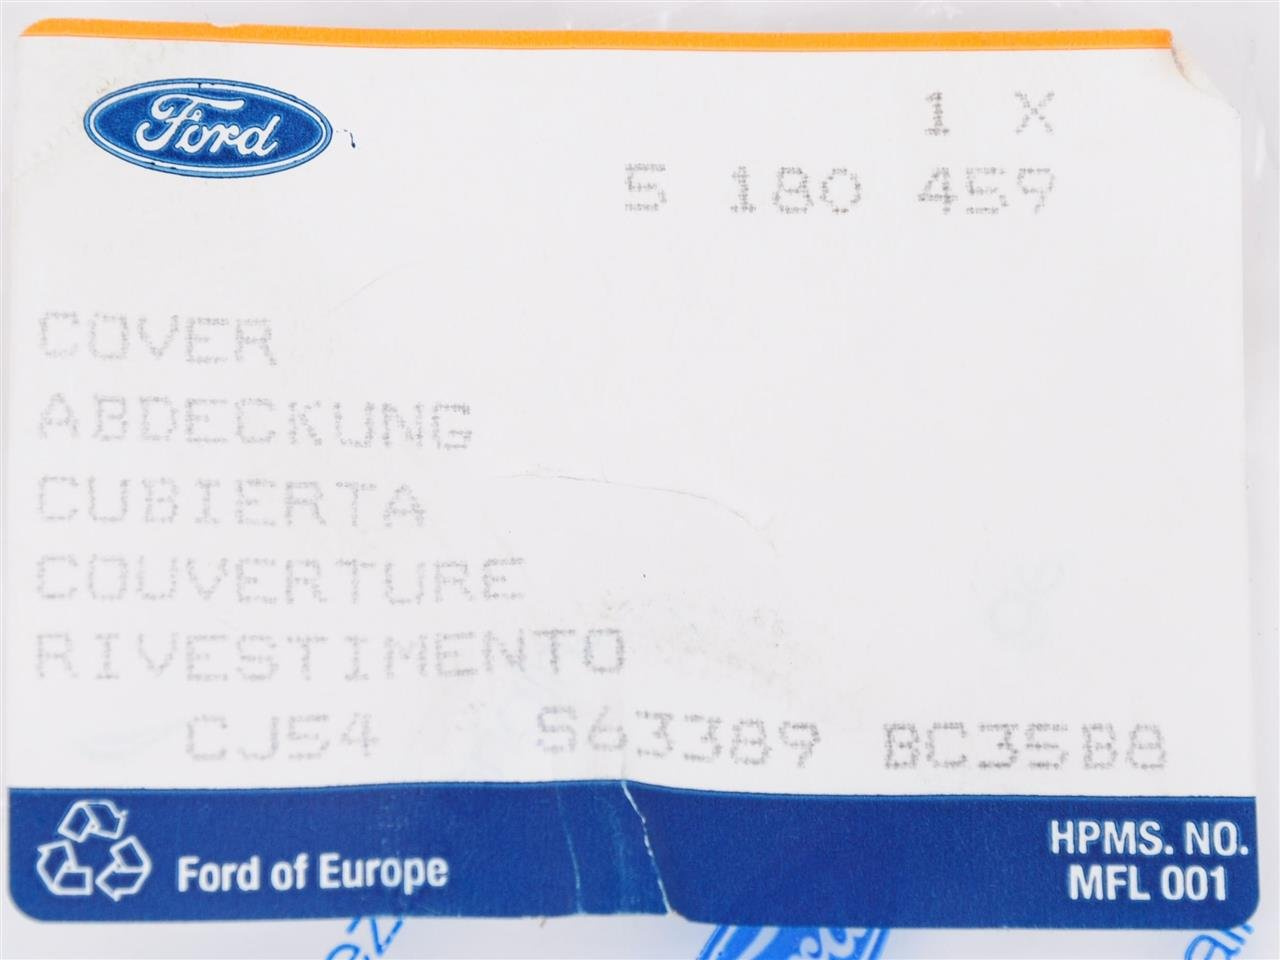 Ford
1 X
5 180 459
COVER
ABDECKUNG
CUBIERTA
COUVERTURE
RIVESTIMENTO
CJ54 S63389 BC35B8
Ford of Europe
HPMS. NO.
MFL 001